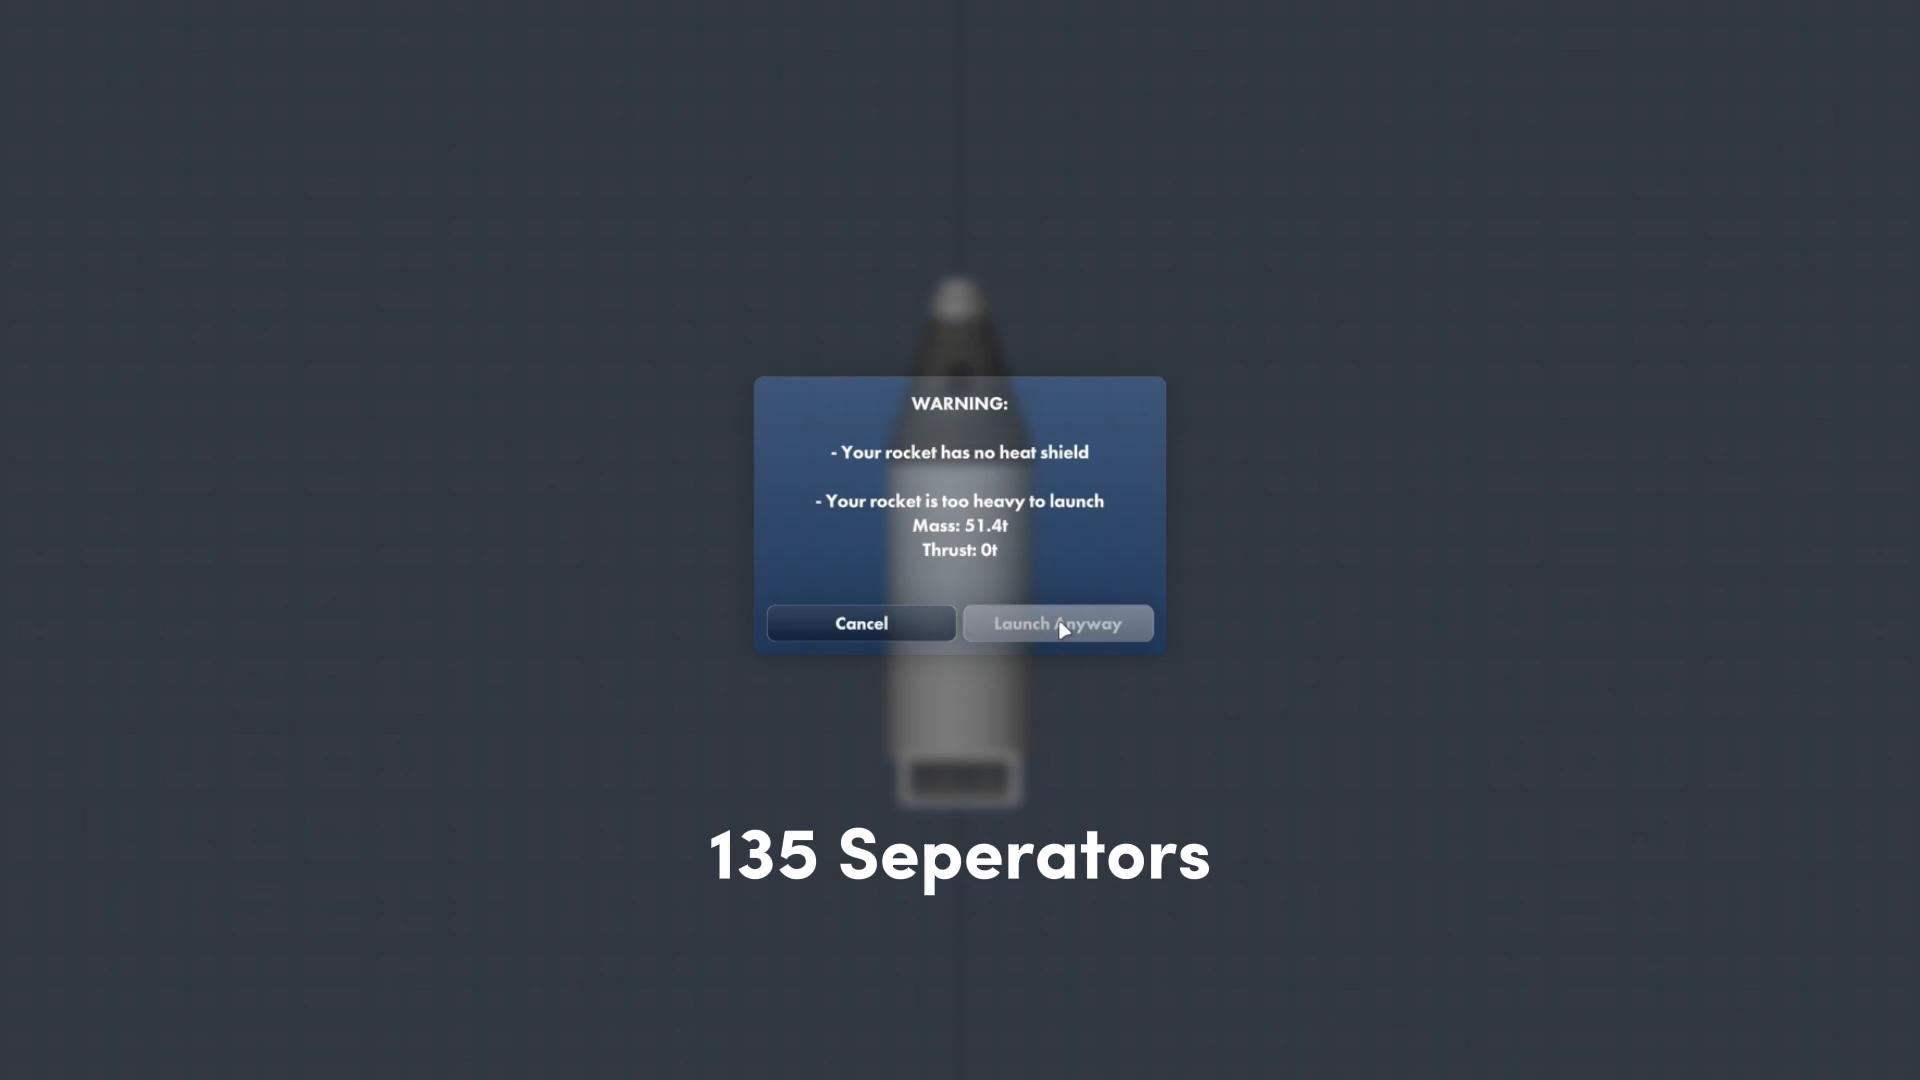 WARNING:
- Your rocket has no heat shield
- Your rocket is too heavy to launch
Mass: 51.4t
Thrust: 0t
Cancel
Launch Anyway
135 Seperators